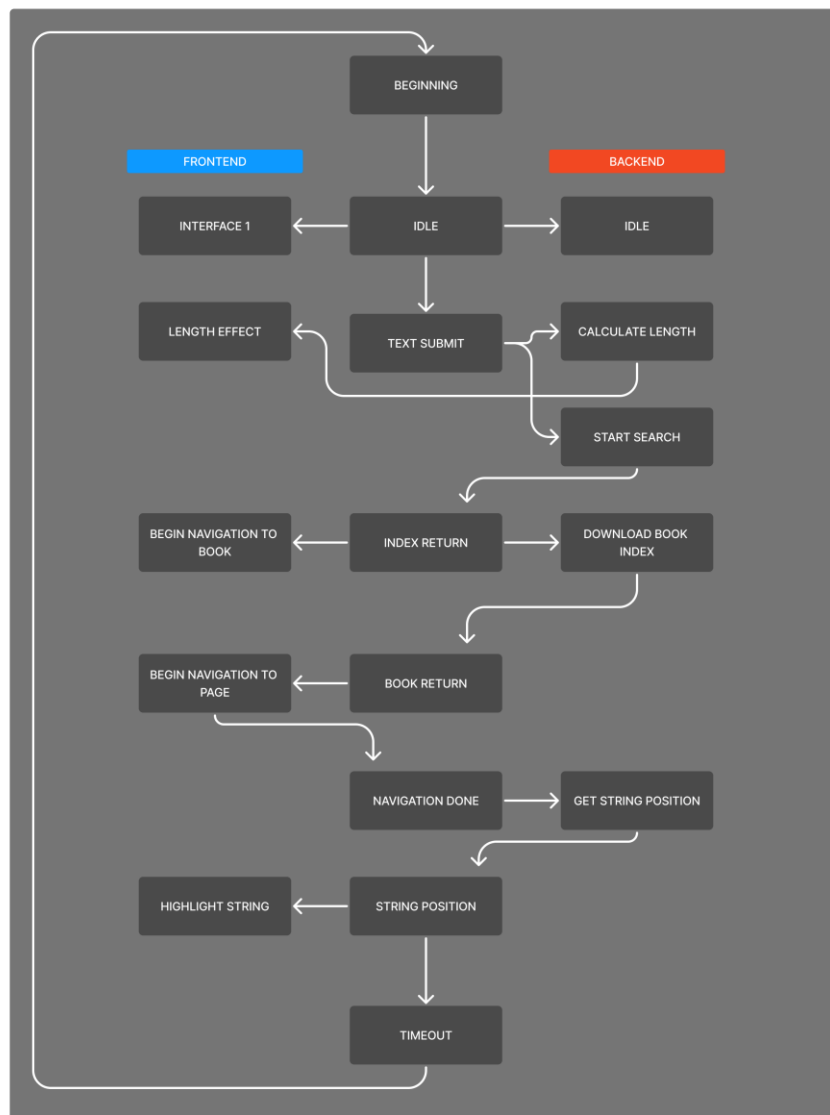 BEGINNING
FRONTEND
BACKEND
INTERFACE 1
IDLE
IDLE
LENGTH EFFECT
TEXT SUBMIT
CALCULATE LENGTH
START SEARCH
BEGIN NAVIGATION TO
BOOK
INDEX RETURN
DOWNLOAD BOOK
INDEX
BEGIN NAVIGATION TO
PAGE
BOOK RETURN
NAVIGATION DONE
GET STRING POSITION
HIGHLIGHT STRING
STRING POSITION
TIMEOUT